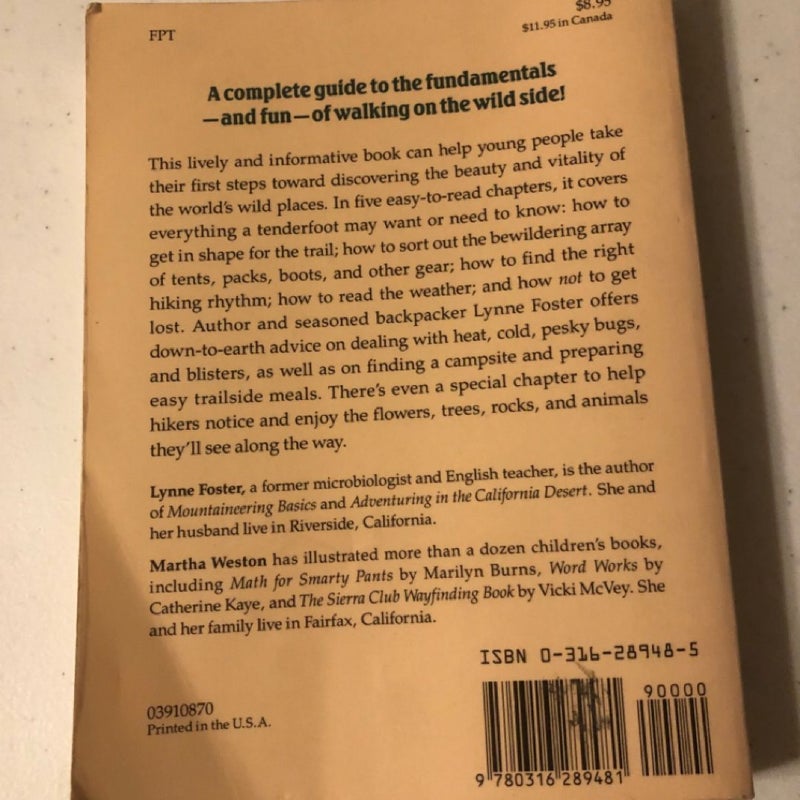 FPT
$8.95
$11.95 in Canada
A complete guide to the fundamentals
—and fun—of walking on the wild side!
This lively and informative book can help young people take
their first steps toward discovering the beauty and vitality of
the world's wild places. In five easy-to-read chapters, it covers
everything a tenderfoot may want or need to know: how to
get in shape for the trail; how to sort out the bewildering array
of tents, packs, boots, and other gear; how to find the right
hiking rhythm; how to read the weather; and how not to get
lost. Author and seasoned backpacker Lynne Foster offers
down-to-earth advice on dealing with heat, cold, pesky bugs,
and blisters, as well as on finding a campsite and preparing
easy trailside meals. There's even a special chapter to help
hikers notice and enjoy the flowers, trees, rocks, and animals
they'll see along the way.
Lynne Foster, a former microbiologist and English teacher, is the author
of Mountaineering Basics and Adventuring in the California Desert. She and
her husband live in Riverside, California.
Martha Weston has illustrated more than a dozen children's books,
including Math for Smarty Pants by Marilyn Burns, Word Works by
Catherine Kaye, and The Sierra Club Wayfinding Book by Vicki McVey. She
and her family live in Fairfax, California.
ISBN 0-316-28948-5
90000
03910870
Printed in the U.S.A.
9 780316 289481